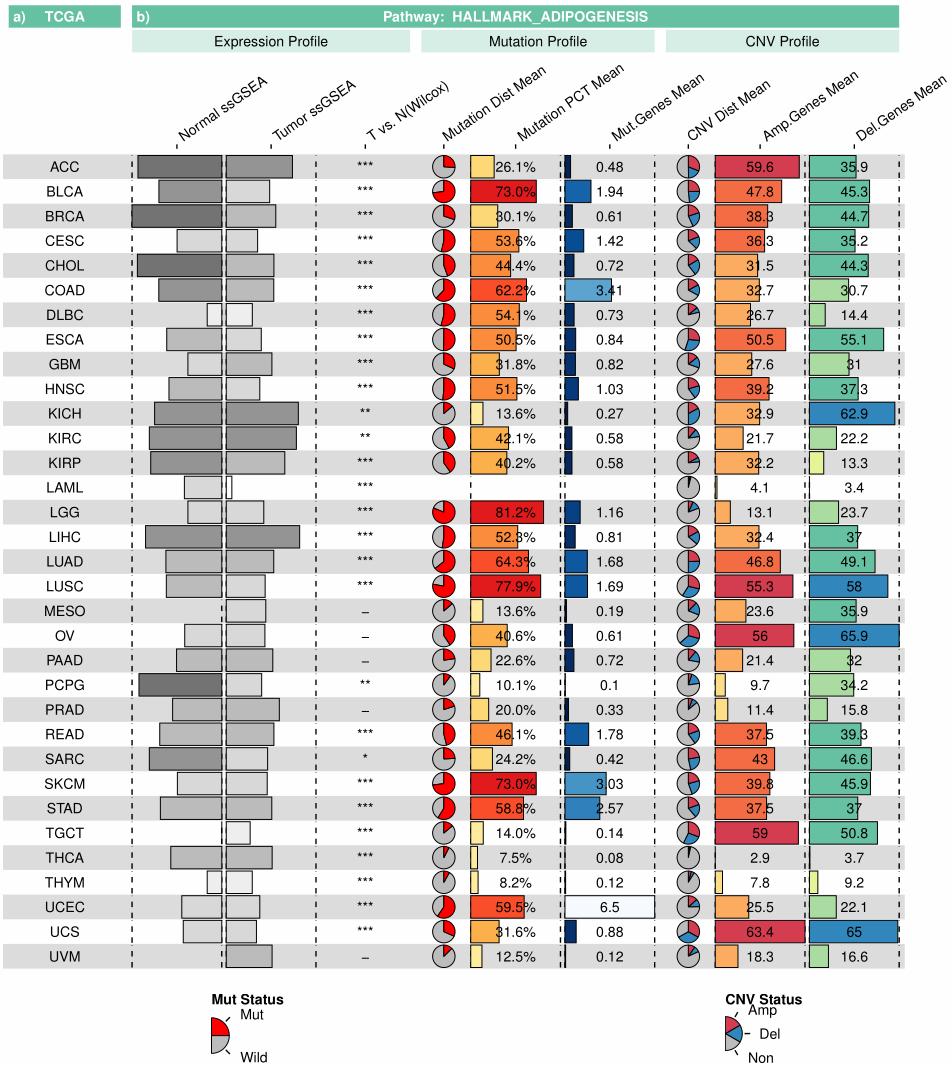 a) TCGA b) Pathway: HALLMARK_ADIPOGENESIS
Expression Profile Mutation Profile CNV Profile
Normal ssGSEA Tumor ssGSEA T vs. N(Wilcox) Mutation Dist Mean Mutation PCT Mean Mut.Genes Mean CNV Dist Mean Amp.Genes Mean Del.Genes Mean
ACC *** 26.1% 0.48 59.6 35.9
BLCA *** 73.0% 1.94 47.8 45.3
BRCA *** 30.1% 0.61 38.3 44.7
CESC *** 53.6% 1.42 36.3 35.2
CHOL *** 44.4% 0.72 31.5 44.3
COAD *** 62.2% 3.41 32.7 30.7
DLBC *** 54.1% 0.73 26.7 14.4
ESCA *** 50.5% 0.84 50.5 55.1
GBM *** 31.8% 0.82 27.6 31
HNSC *** 51.5% 1.03 39.2 37.3
KICH ** 13.6% 0.27 32.9 62.9
KIRC ** 42.1% 0.58 21.7 22.2
KIRP *** 40.2% 0.58 32.2 13.3
LAML *** 4.1 3.4
LGG *** 81.2% 1.16 13.1 23.7
LIHC *** 52.3% 0.81 32.4 37
LUAD *** 64.3% 1.68 46.8 49.1
LUSC *** 77.9% 1.69 55.3 58
MESO – 13.6% 0.19 23.6 35.9
OV – 40.6% 0.61 56 65.9
PAAD – 22.6% 0.72 21.4 32
PCPG ** 10.1% 0.1 9.7 34.2
PRAD – 20.0% 0.33 11.4 15.8
READ *** 46.1% 1.78 37.5 39.3
SARC * 24.2% 0.42 43 46.6
SKCM *** 73.0% 3.03 39.8 45.9
STAD *** 58.8% 2.57 37.5 37
TGCT *** 14.0% 0.14 59 50.8
THCA *** 7.5% 0.08 2.9 3.7
THYM *** 8.2% 0.12 7.8 9.2
UCEC *** 59.5% 6.5 25.5 22.1
UCS *** 31.6% 0.88 63.4 65
UVM – 12.5% 0.12 18.3 16.6
Mut Status CNV Status
Mut Amp
Del
Wild Non